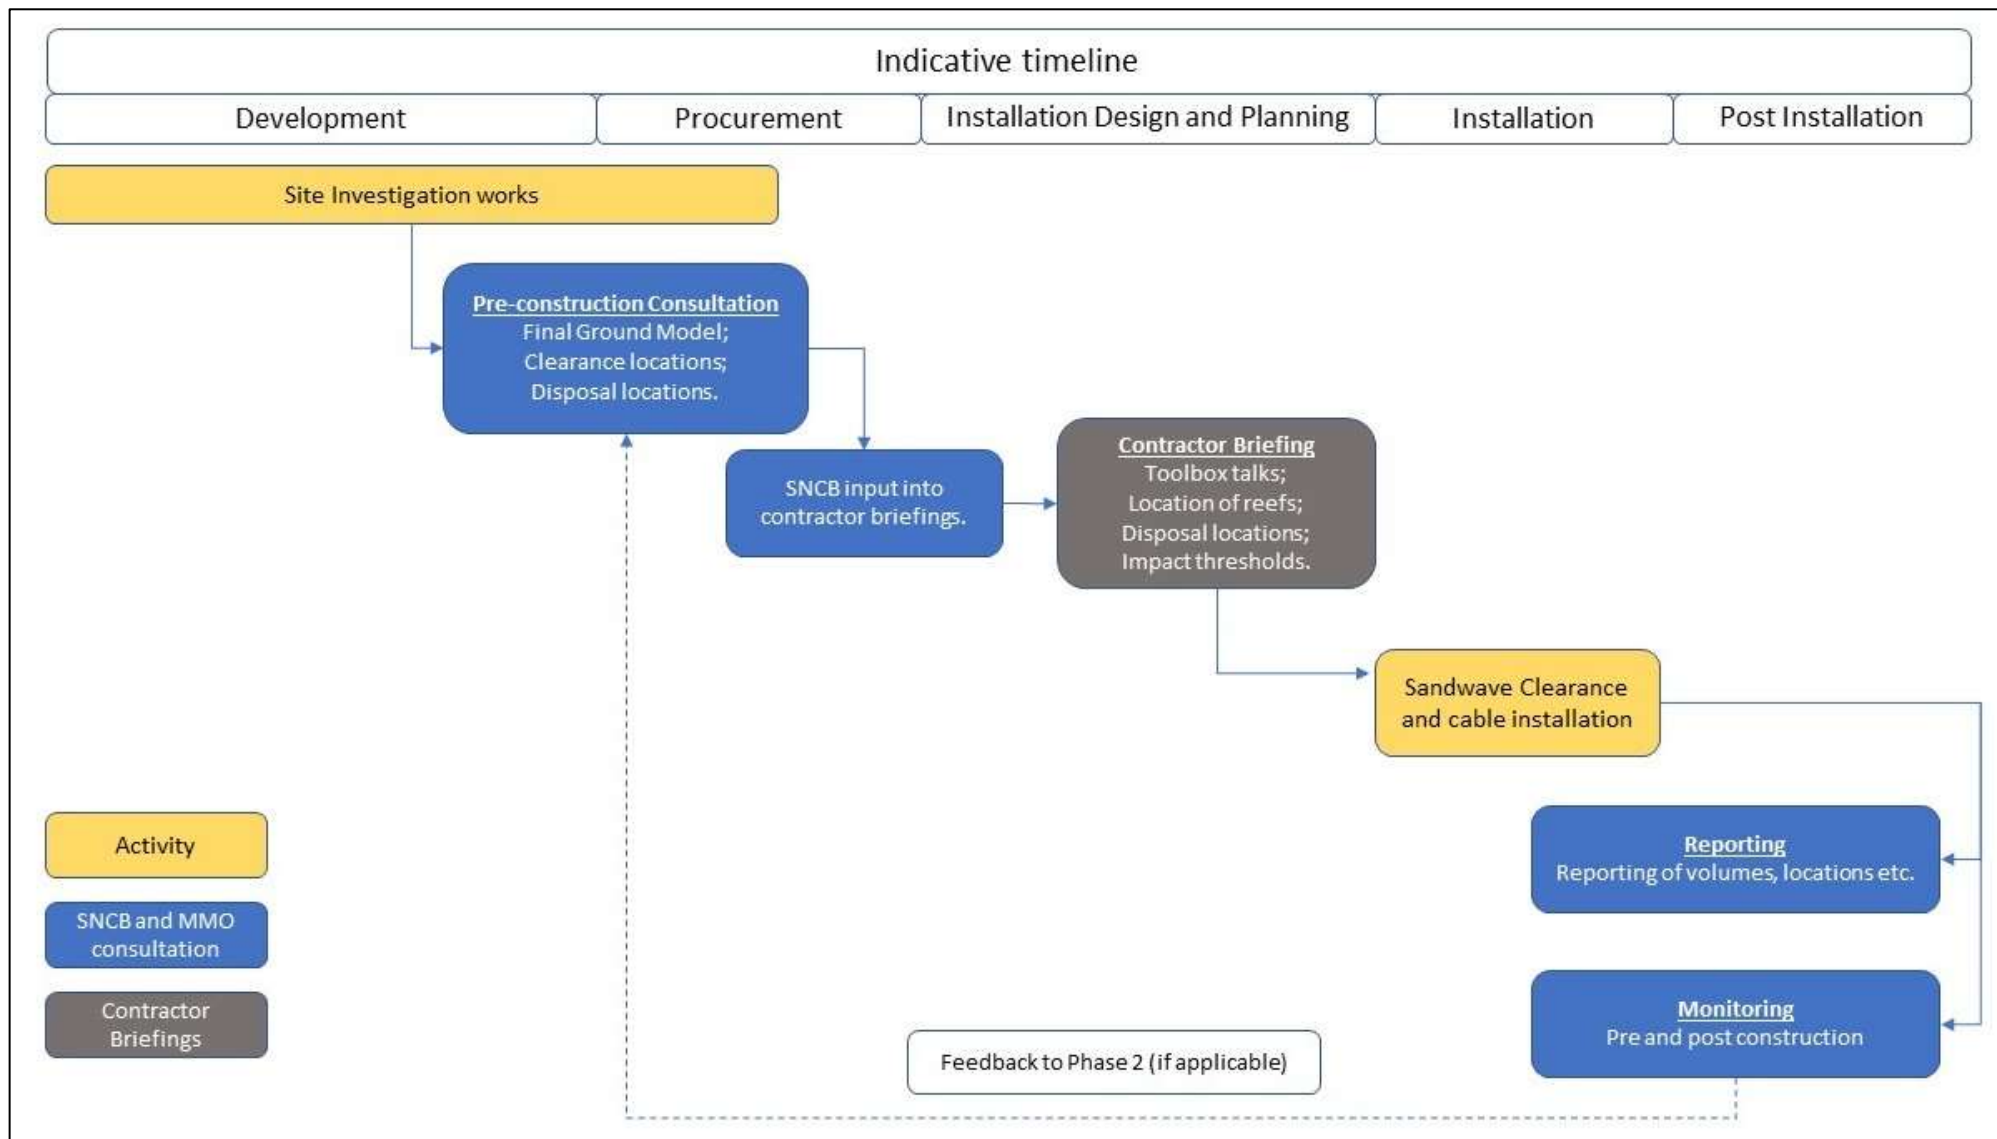 Indicative timeline
Development
Procurement
Installation Design and Planning
Installation
Post Installation
Site Investigation works
Pre-construction Consultation
Final Ground Model;
Clearance locations;
Disposal locations.
SNCB input into
contractor briefings.
Contractor Briefing
Toolbox talks;
Location of reefs;
Disposal locations;
Impact thresholds.
Sandwave Clearance
and cable installation
Reporting
Reporting of volumes, locations etc.
Monitoring
Pre and post construction
Feedback to Phase 2 (if applicable)
Activity
SNCB and MMO
consultation
Contractor
Briefings